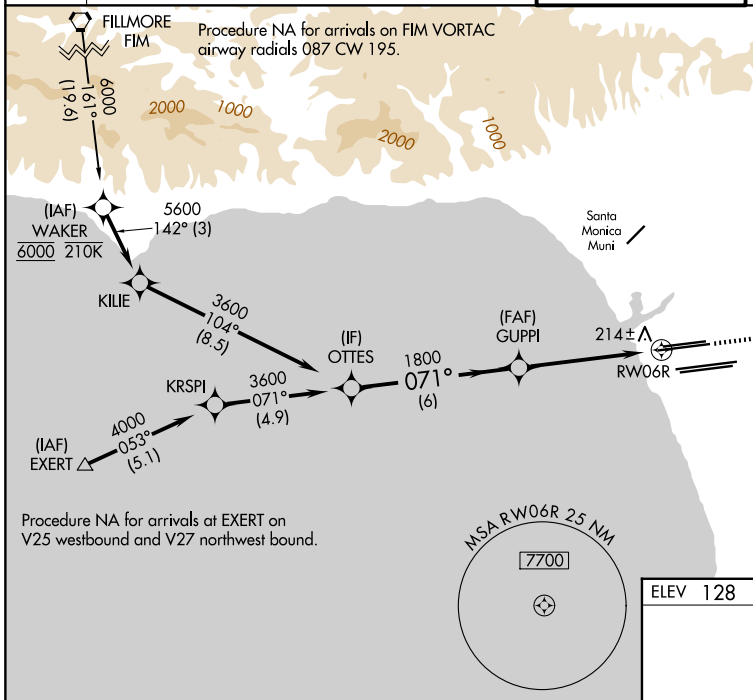 FILLMORE
FIM
Procedure NA for arrivals on FIM VORTAC
airway radials 087 CW 195.
6000
161°
(19.6)
2000
1000
2000
1000
(IAF)
WAKER
6000 210K
5600
142° (3)
Santa
Monica
Muni
KILIE
3600
104°
(8.5)
(IF)
OTTES
(FAF)
GUPPI
214±
RW06R
1800
071°
(6)
KRSPI
3600
071°
(4.9)
4000
053°
(5.1)
(IAF)
EXERT
Procedure NA for arrivals at EXERT on
V25 westbound and V27 northwest bound.
MSA RW06R 25 NM
7700
ELEV 128